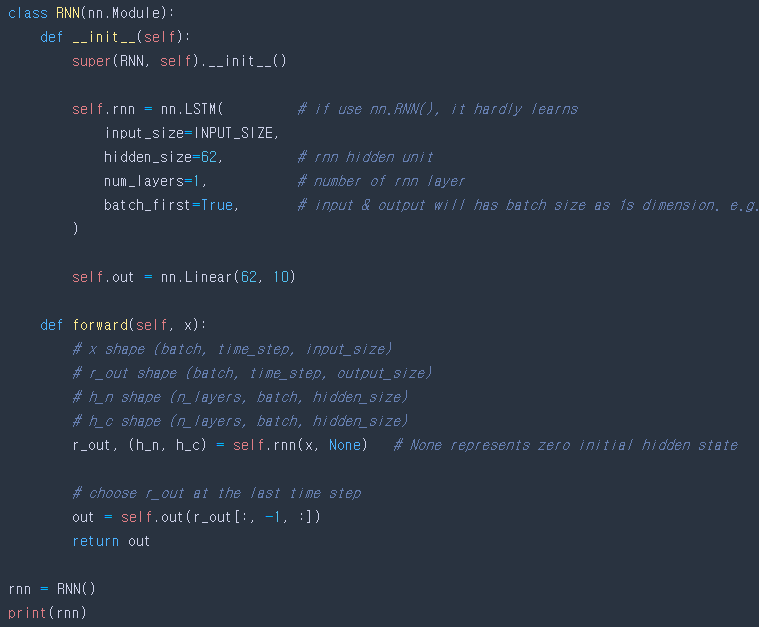 class RNN(nn.Module):
    def __init__(self):
        super(RNN, self).__init__()
        self.rnn = nn.LSTM(         # if use nn.RNN(), it hardly learns
            input_size=INPUT_SIZE,
            hidden_size=62,         # rnn hidden unit
            num_layers=1,           # number of rnn layer
            batch_first=True,       # input & output will has batch size as 1s dimension. e.g.
        )
        self.out = nn.Linear(62, 10)
    def forward(self, x):
        # x shape (batch, time_step, input_size)
        # r_out shape (batch, time_step, output_size)
        # h_n shape (n_layers, batch, hidden_size)
        # h_c shape (n_layers, batch, hidden_size)
        r_out, (h_n, h_c) = self.rnn(x, None)   # None represents zero initial hidden state
        # choose r_out at the last time step
        out = self.out(r_out[:, -1, :])
        return out
rnn = RNN()
print(rnn)